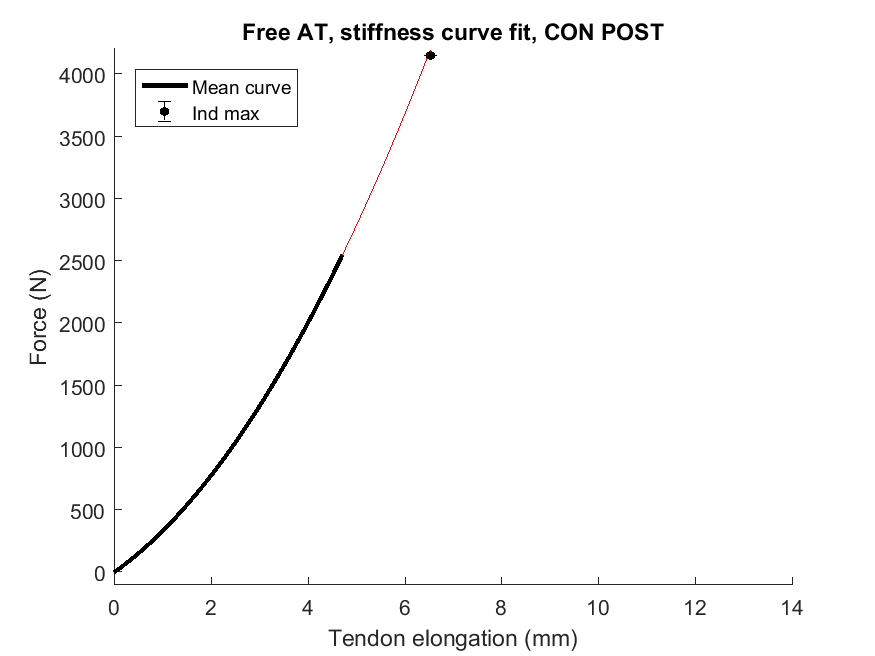 Free AT, stiffness curve fit, CON POST
Mean curve
Ind max
4000
3500
3000
2500
2000
1500
1000
500
0
Force (N)
0 2 4 6 8 10 12 14
Tendon elongation (mm)